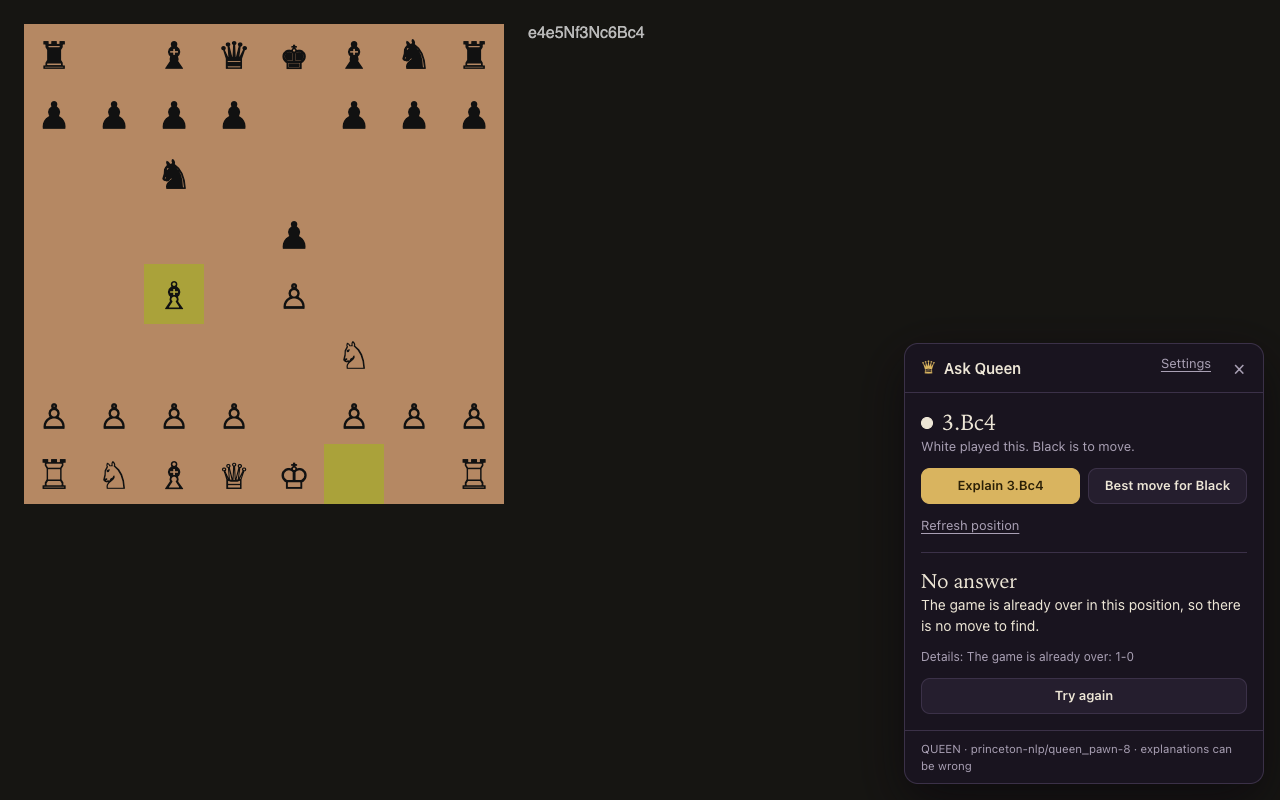 e4e5Nf3Nc6Bc4
Ask Queen
Settings
×
3.Bc4
White played this. Black is to move.
Explain 3.Bc4
Best move for Black
Refresh position
No answer
The game is already over in this position, so there
is no move to find.
Details: The game is already over: 1-0
Try again
QUEEN · princeton-nlp/queen_pawn-8 · explanations can
be wrong